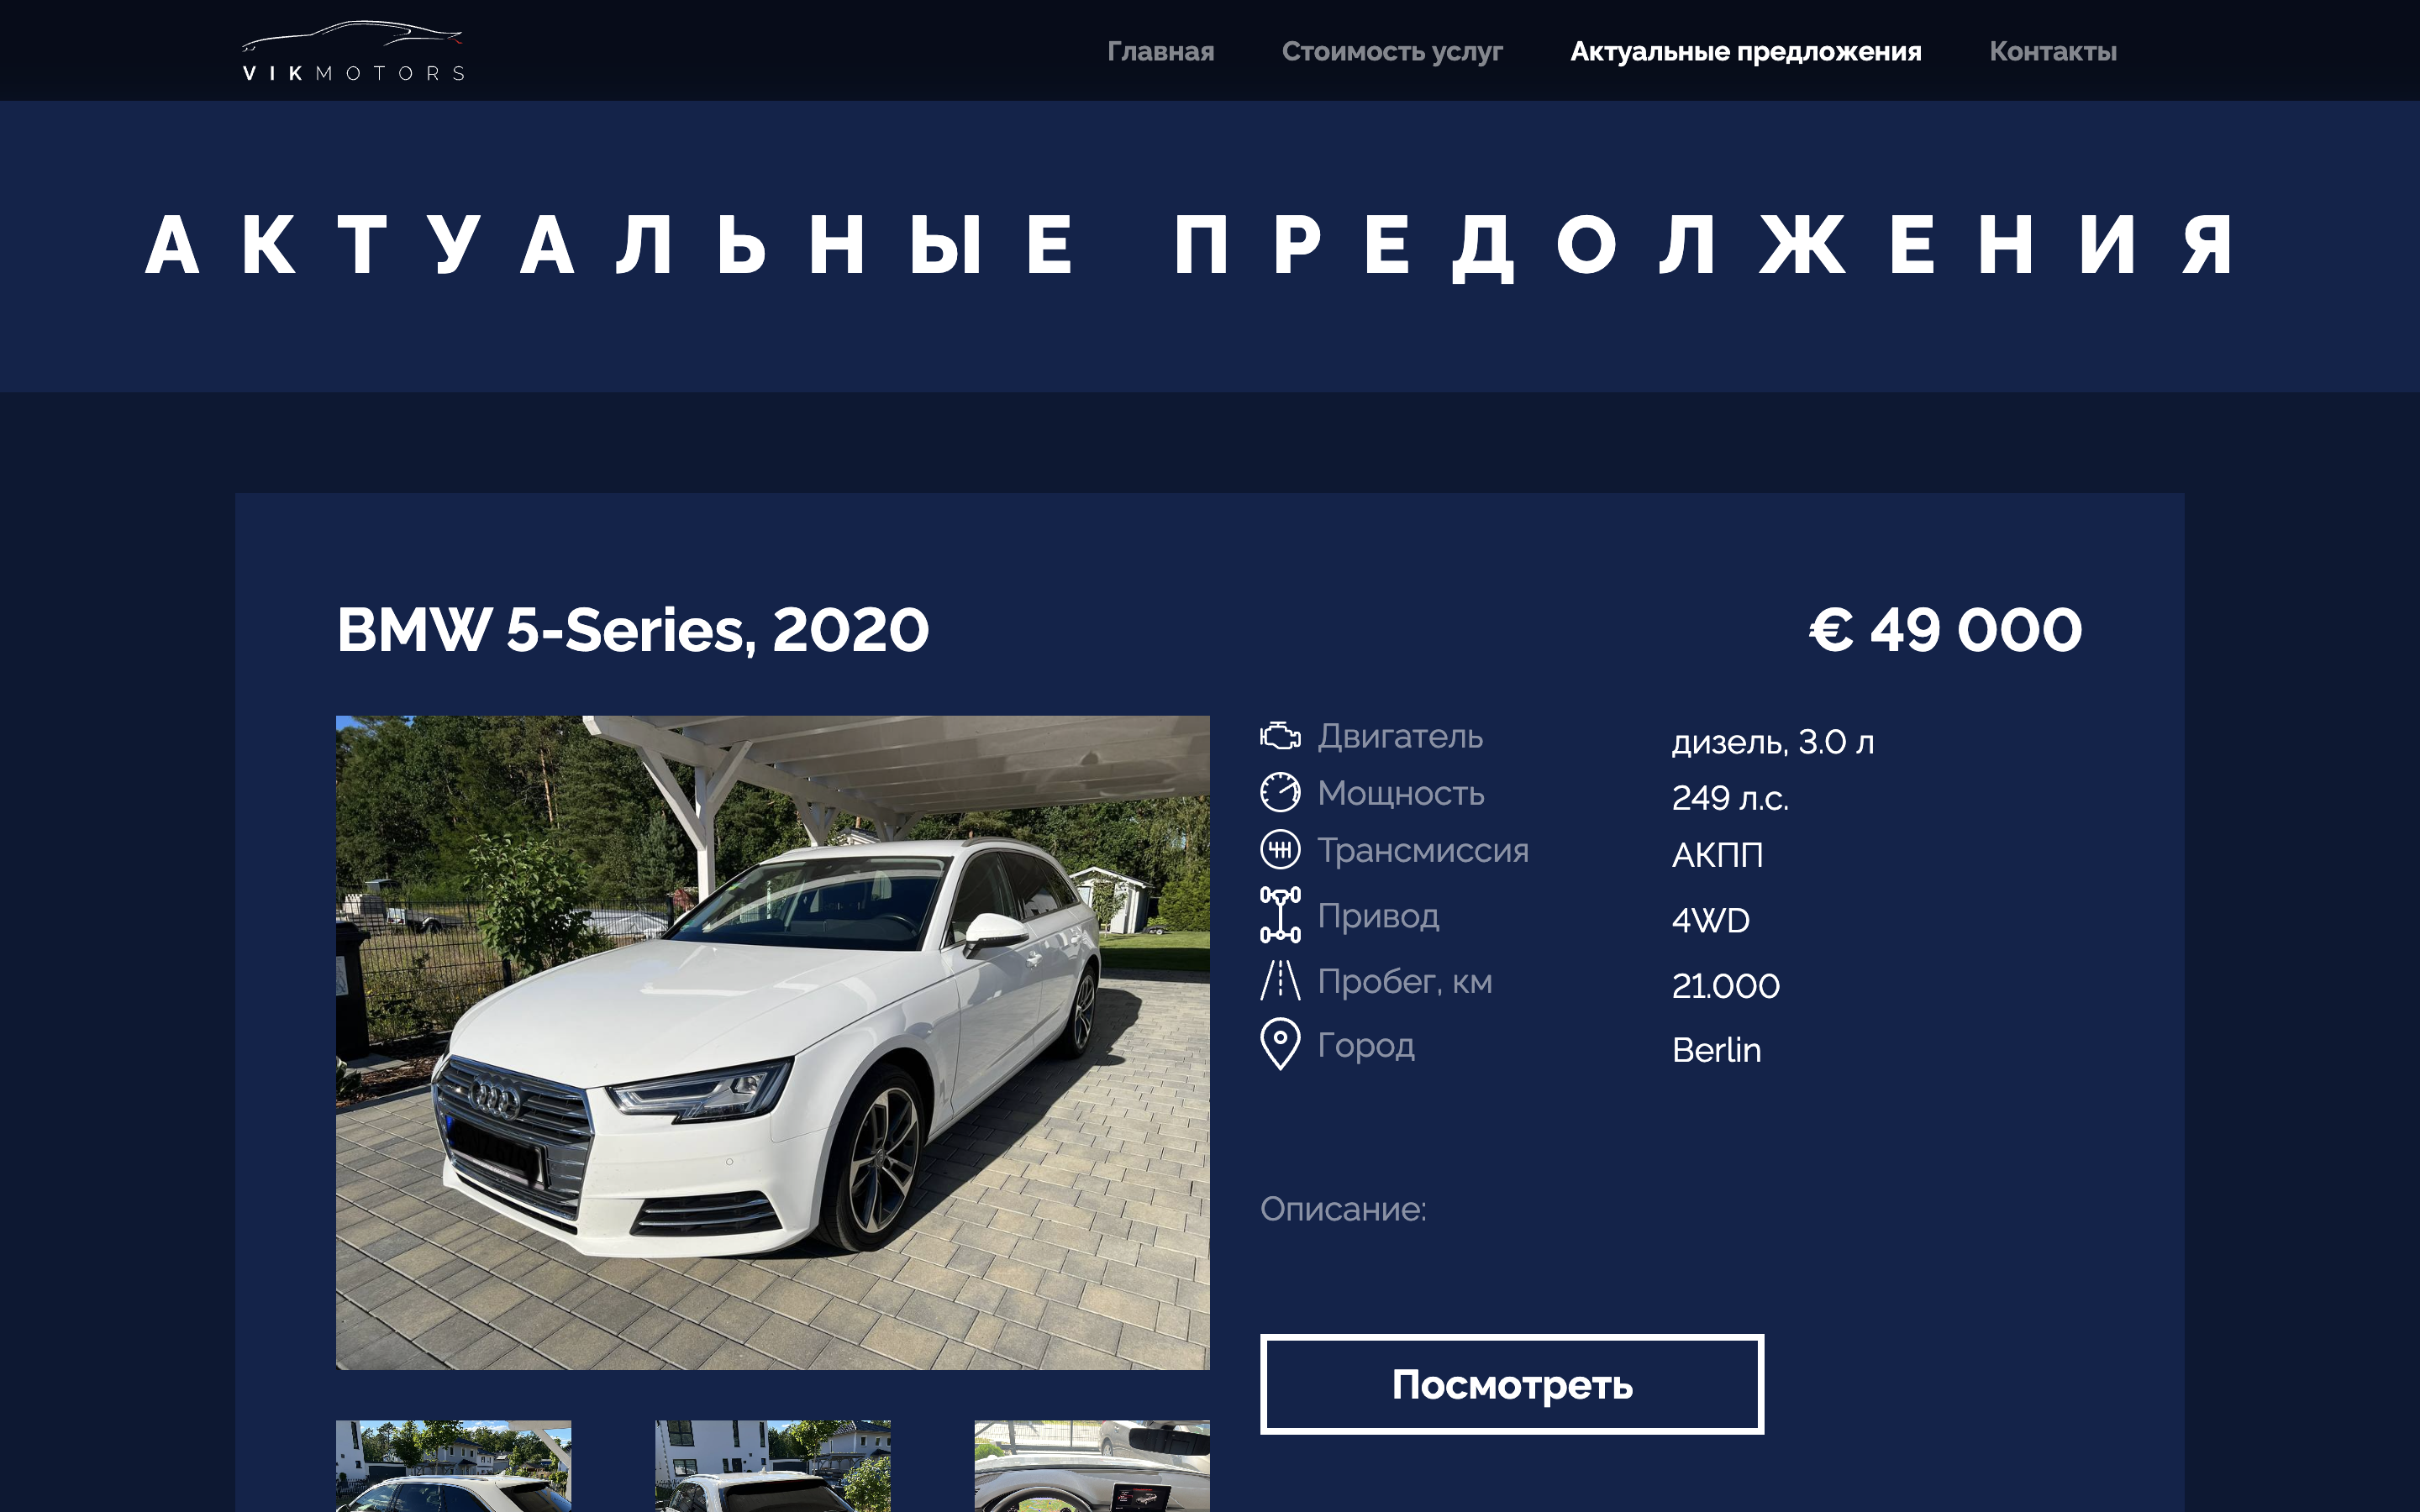 VIKMOTORS
Главная Стоимость услуг Актуальные предложения Контакты
АКТУАЛЬНЫЕ ПРЕДОЛЖЕНИЯ
BMW 5-Series, 2020 € 49 000
Двигатель дизель, 3.0 л
Мощность 249 л.с.
Трансмиссия АКПП
Привод 4WD
Пробег, км 21.000
Город Berlin
Описание:
Посмотреть